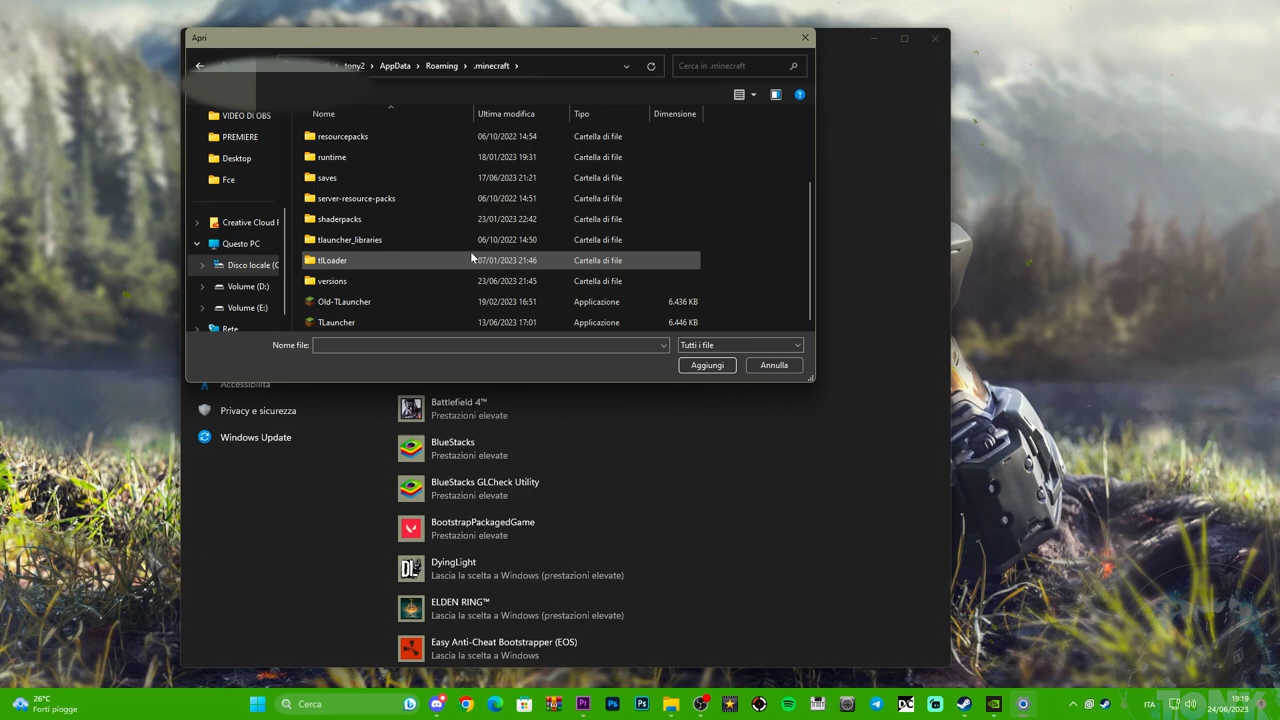 Apri
tony2 > AppData > Roaming > .minecraft >
Cerca in .minecraft
VIDEO DI OBS
PREMIERE
Desktop
Fce
Creative Cloud F
Questo PC
Disco locale (C
Volume (D:)
Volume (E:)
Rete
Nome Ultima modifica Tipo Dimensione
resourcepacks 06/10/2022 14:54 Cartella di file
runtime 18/01/2023 19:31 Cartella di file
saves 17/06/2023 21:21 Cartella di file
server-resource-packs 06/10/2022 14:51 Cartella di file
shaderpacks 23/01/2023 22:42 Cartella di file
tlauncher_libraries 06/10/2022 14:50 Cartella di file
tlLoader 07/01/2023 21:46 Cartella di file
versions 23/06/2023 21:45 Cartella di file
Old-TLauncher 19/02/2023 16:51 Applicazione 6.436 KB
TLauncher 13/06/2023 17:01 Applicazione 6.446 KB
Nome file:
Tutti i file
Aggiungi
Annulla
Accessibilità
Privacy e sicurezza
Windows Update
Battlefield 4™
Prestazioni elevate
BlueStacks
Prestazioni elevate
BlueStacks GLCheck Utility
Prestazioni elevate
BootstrapPackagedGame
Prestazioni elevate
DyingLight
Lascia la scelta a Windows (prestazioni elevate)
ELDEN RING™
Lascia la scelta a Windows (prestazioni elevate)
Easy Anti-Cheat Bootstrapper (EOS)
Lascia la scelta a Windows
26°C
Forti piogge
Cerca
ITA
19:19
24/06/2023